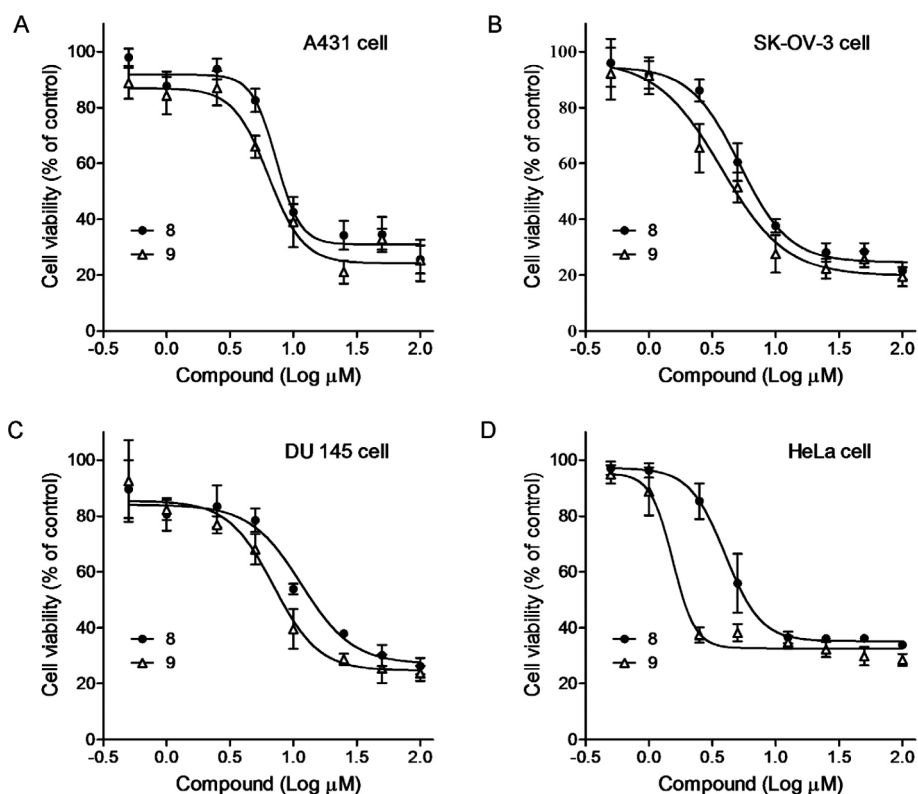 A
A431 cell
Cell viability (% of control)
100
80
60
40
20
0
8
9
-0.5 0.0 0.5 1.0 1.5 2.0
Compound (Log μM)
B
SK-OV-3 cell
Cell viability (% of control)
100
80
60
40
20
0
8
9
-0.5 0.0 0.5 1.0 1.5 2.0
Compound (Log μM)
C
DU 145 cell
Cell viability (% of control)
100
80
60
40
20
0
8
9
-0.5 0.0 0.5 1.0 1.5 2.0
Compound (Log μM)
D
HeLa cell
Cell viability (% of control)
100
80
60
40
20
0
8
9
-0.5 0.0 0.5 1.0 1.5 2.0
Compound (Log μM)